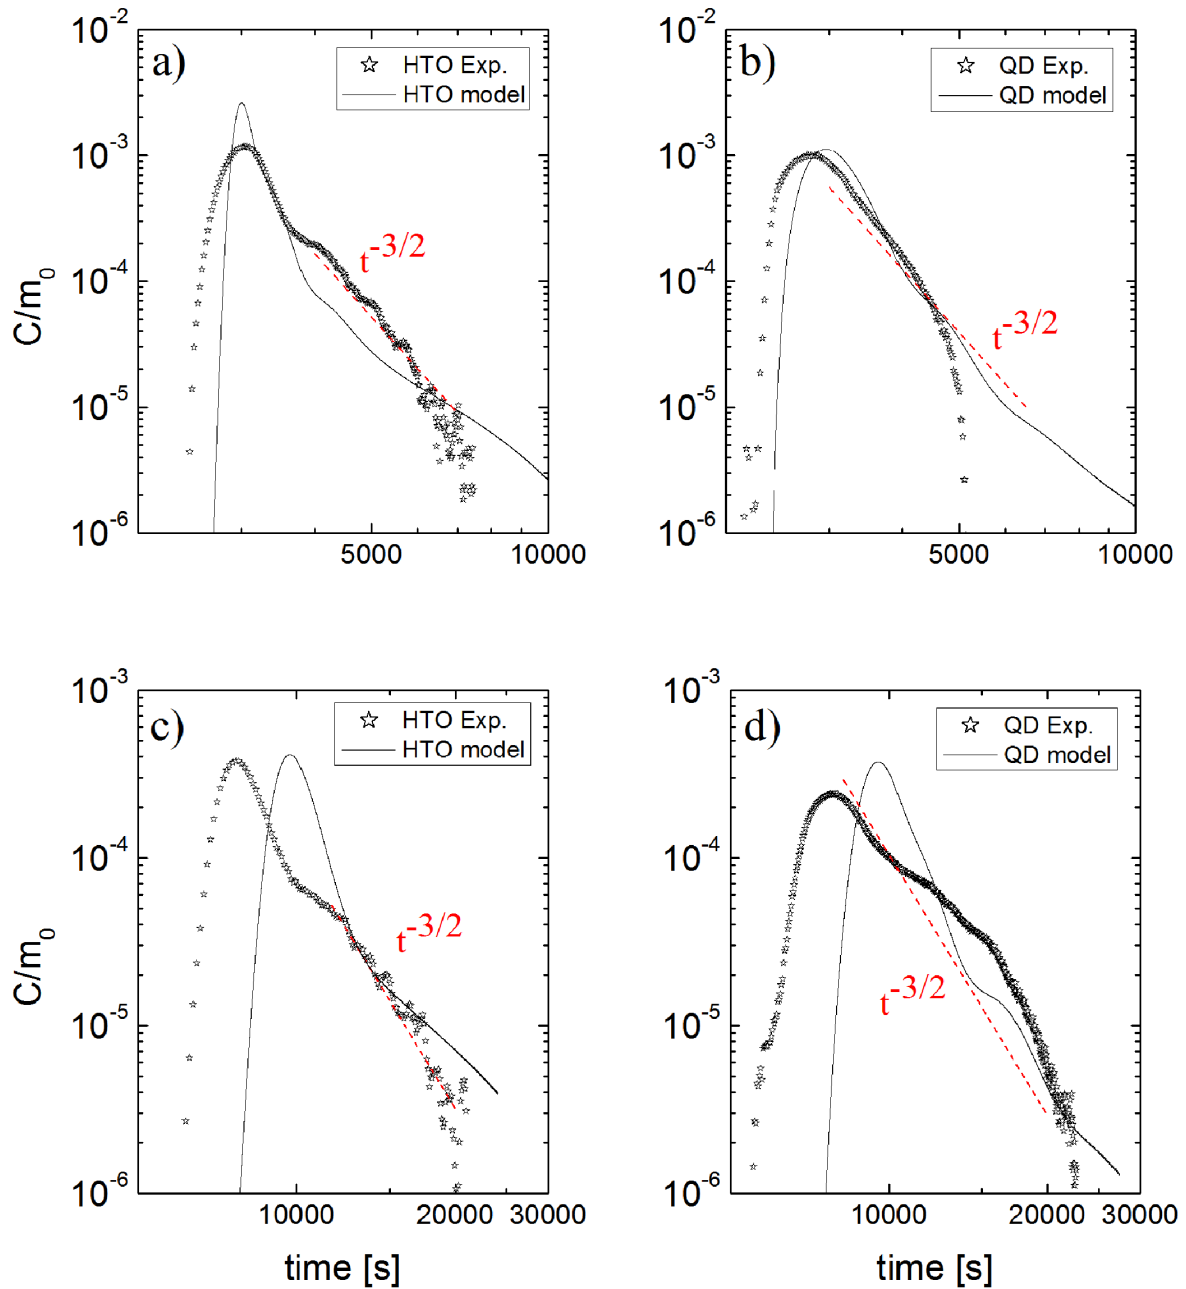 a)
HTO Exp.
HTO model
10^-2
10^-3
10^-4
10^-5
10^-6
C/m_0
t^-3/2
5000
10000
b)
QD Exp.
QD model
10^-2
10^-3
10^-4
10^-5
10^-6
t^-3/2
5000
10000
c)
HTO Exp.
HTO model
10^-3
10^-4
10^-5
10^-6
C/m_0
t^-3/2
10000
20000
30000
time [s]
d)
QD Exp.
QD model
10^-3
10^-4
10^-5
10^-6
t^-3/2
10000
20000
30000
time [s]